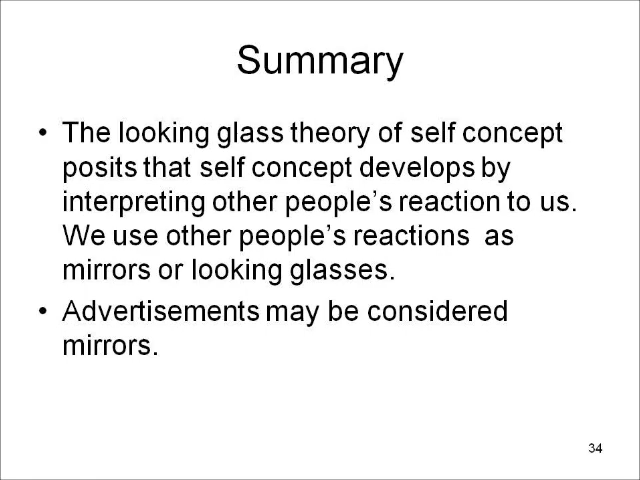 Summary
• The looking glass theory of self concept
posits that self concept develops by
interpreting other people's reaction to us.
We use other people's reactions  as
mirrors or looking glasses.
• Advertisements may be considered
mirrors.
34